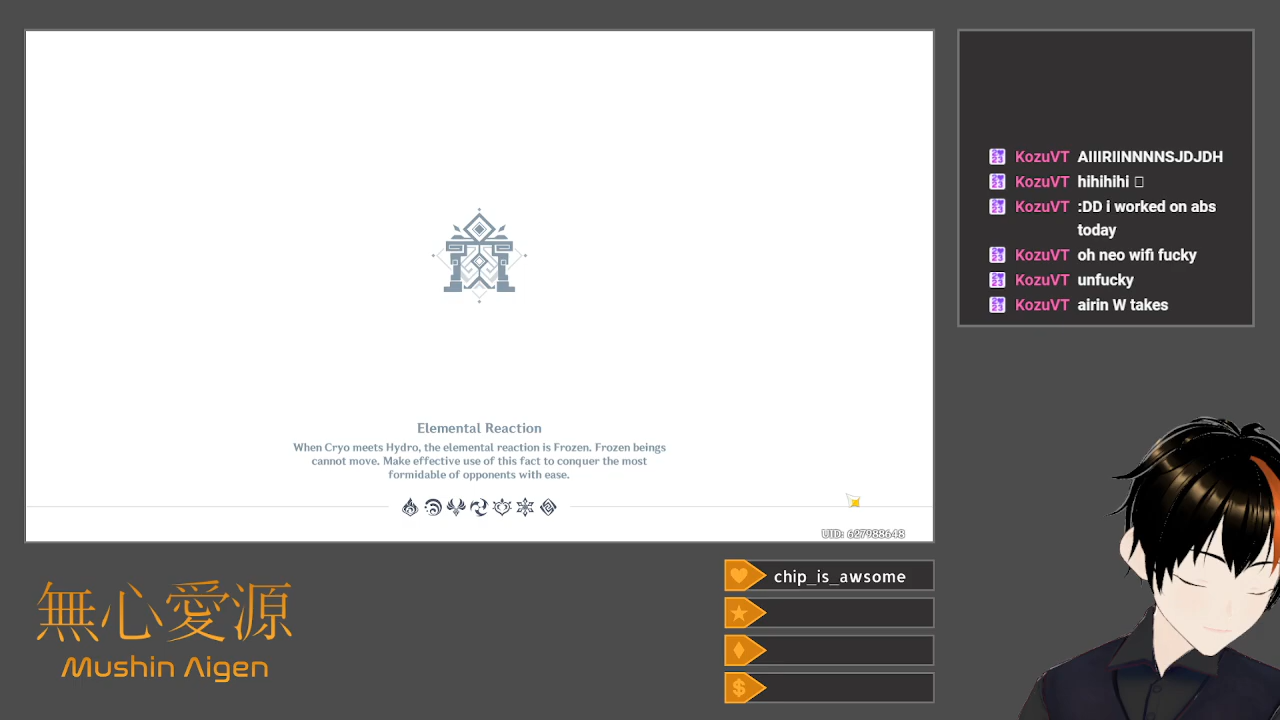 KozuVT AIIIRIINNNNSJDJDH
KozuVT hihihihi
KozuVT :DD i worked on abs
today
KozuVT oh neo wifi fucky
KozuVT unfucky
KozuVT airin W takes
Elemental Reaction
When Cryo meets Hydro, the elemental reaction is Frozen. Frozen beings
cannot move. Make effective use of this fact to conquer the most
formidable of opponents with ease.
UID: 627988648
chip_is_awsome
無心愛源
Mushin Aigen
$